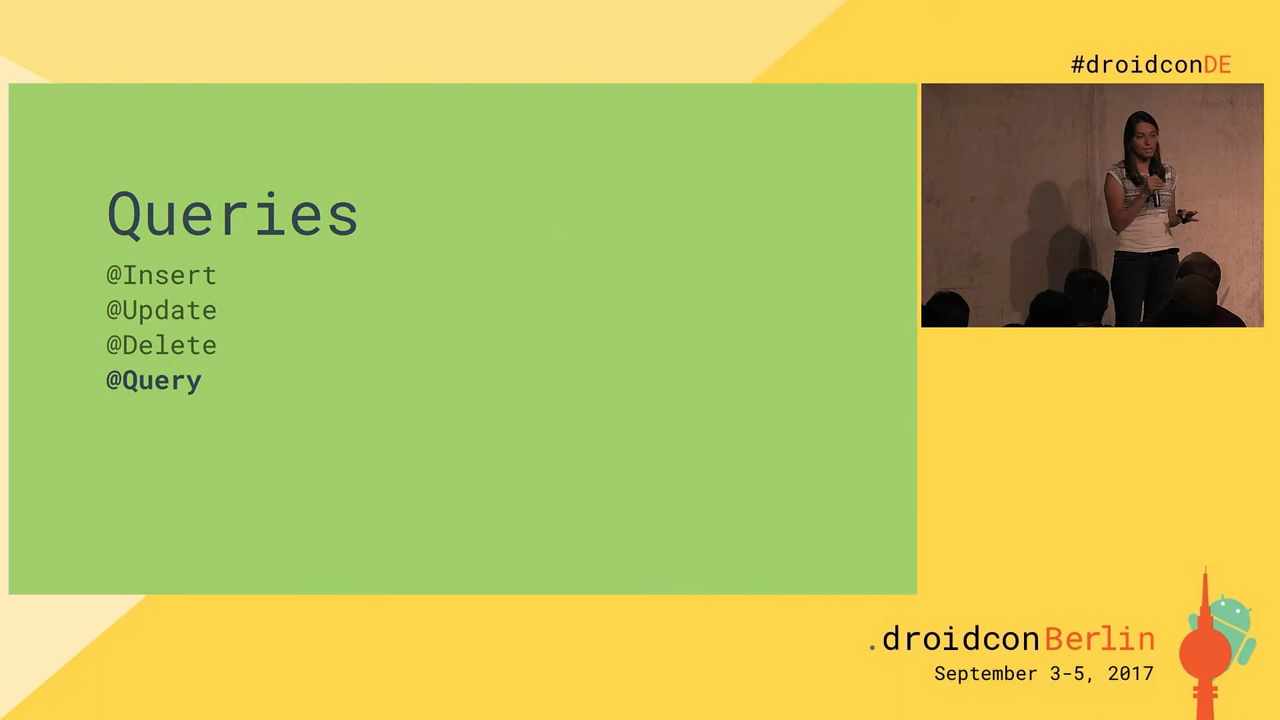 #droidconDE
Queries
@Insert
@Update
@Delete
@Query
.droidconBerlin
September 3-5, 2017